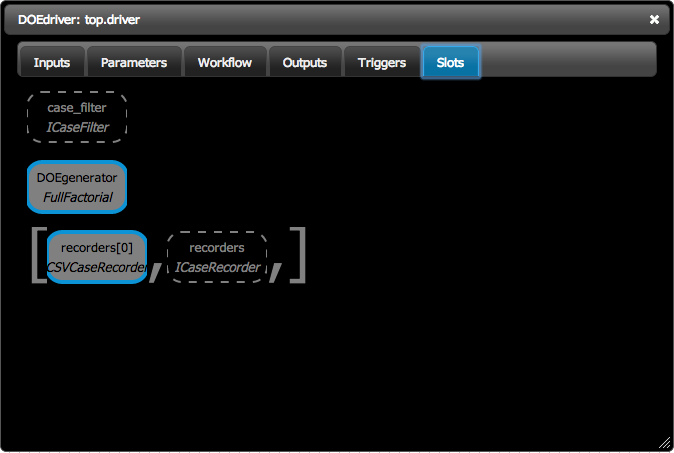 DOEdriver: top.driver
Inputs Parameters Workflow Outputs Triggers Slots
case_filter
ICaseFilter
DOEgenerator
FullFactorial
[ recorders[0] , recorders , ]
CSVCaseRecorder ICaseRecorder